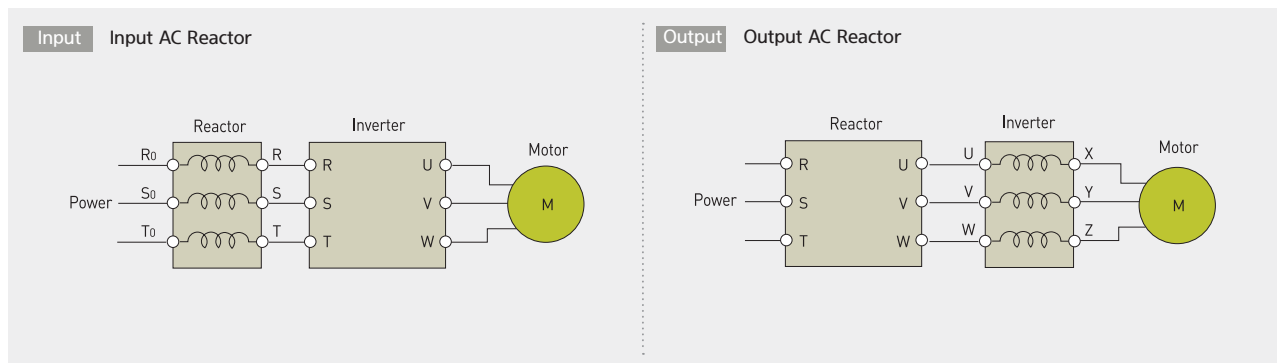 Input Input AC Reactor
Reactor Inverter
Motor
R0 R R U
Power S0 S S V M
T0 T T W
Output Output AC Reactor
Reactor Inverter
Motor
R U U X
Power S V V Y M
T W W Z